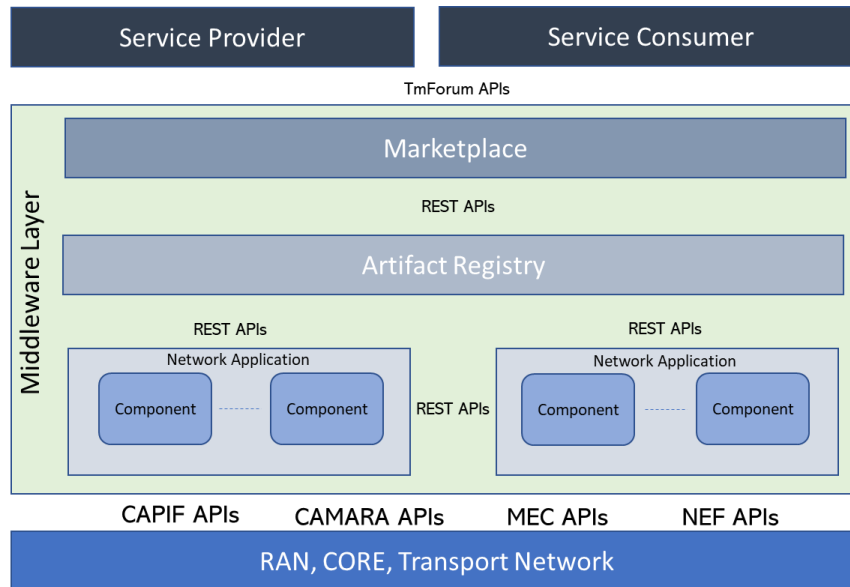 Service Provider
Service Consumer
TmForum APIs
Middleware Layer
Marketplace
REST APIs
Artifact Registry
REST APIs
REST APIs
Network Application
Network Application
Component
Component
REST APIs
Component
Component
CAPIF APIs
CAMARA APIs
MEC APIs
NEF APIs
RAN, CORE, Transport Network